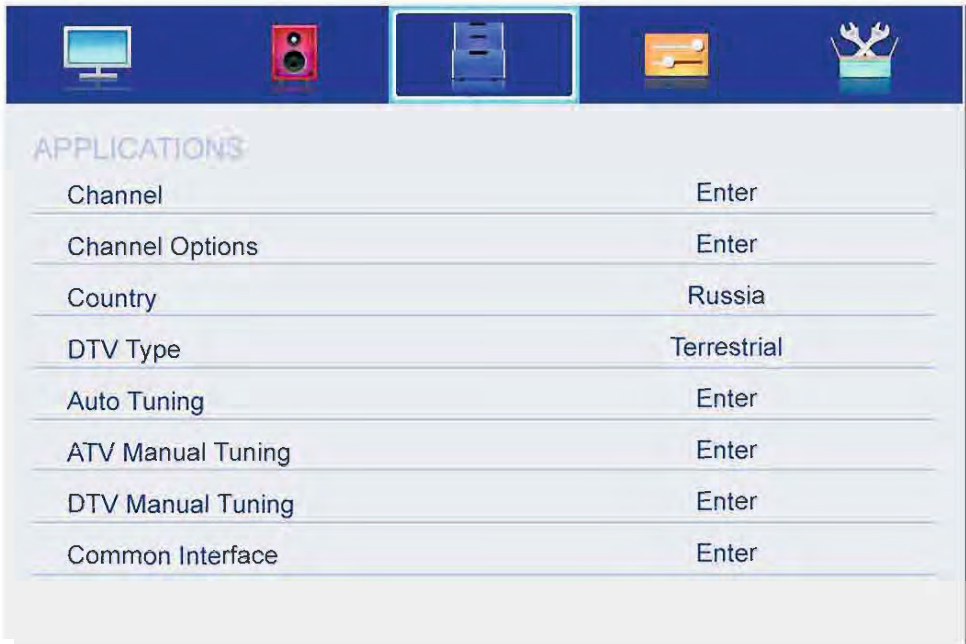 APPLICATIONS
Channel Enter
Channel Options Enter
Country Russia
DTV Type Terrestrial
Auto Tuning Enter
ATV Manual Tuning Enter
DTV Manual Tuning Enter
Common Interface Enter